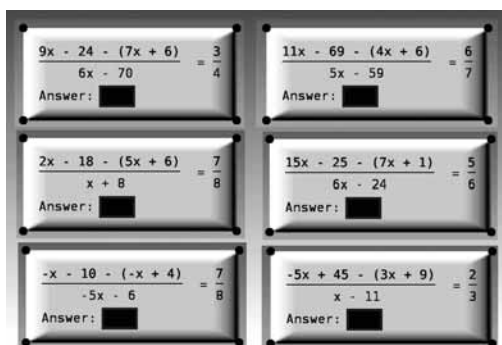 9x - 24 - (7x + 6)
6x - 70
= 3
4
Answer:
11x - 69 - (4x + 6)
5x - 59
= 6
7
Answer:
2x - 18 - (5x + 6)
x + 8
= 7
8
Answer:
15x - 25 - (7x + 1)
6x - 24
= 5
6
Answer:
-x - 10 - (-x + 4)
-5x - 6
= 7
8
Answer:
-5x + 45 - (3x + 9)
x - 11
= 2
3
Answer: